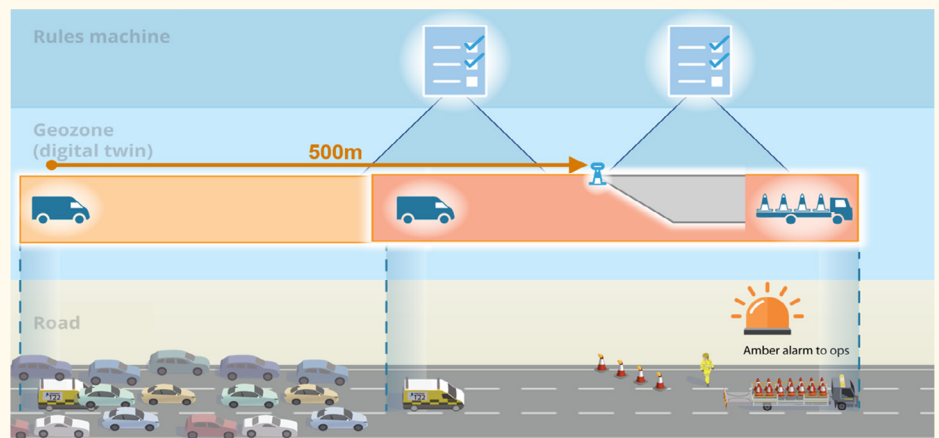 Rules machine
Geozone
(digital twin)
500m
Road
Amber alarm to ops